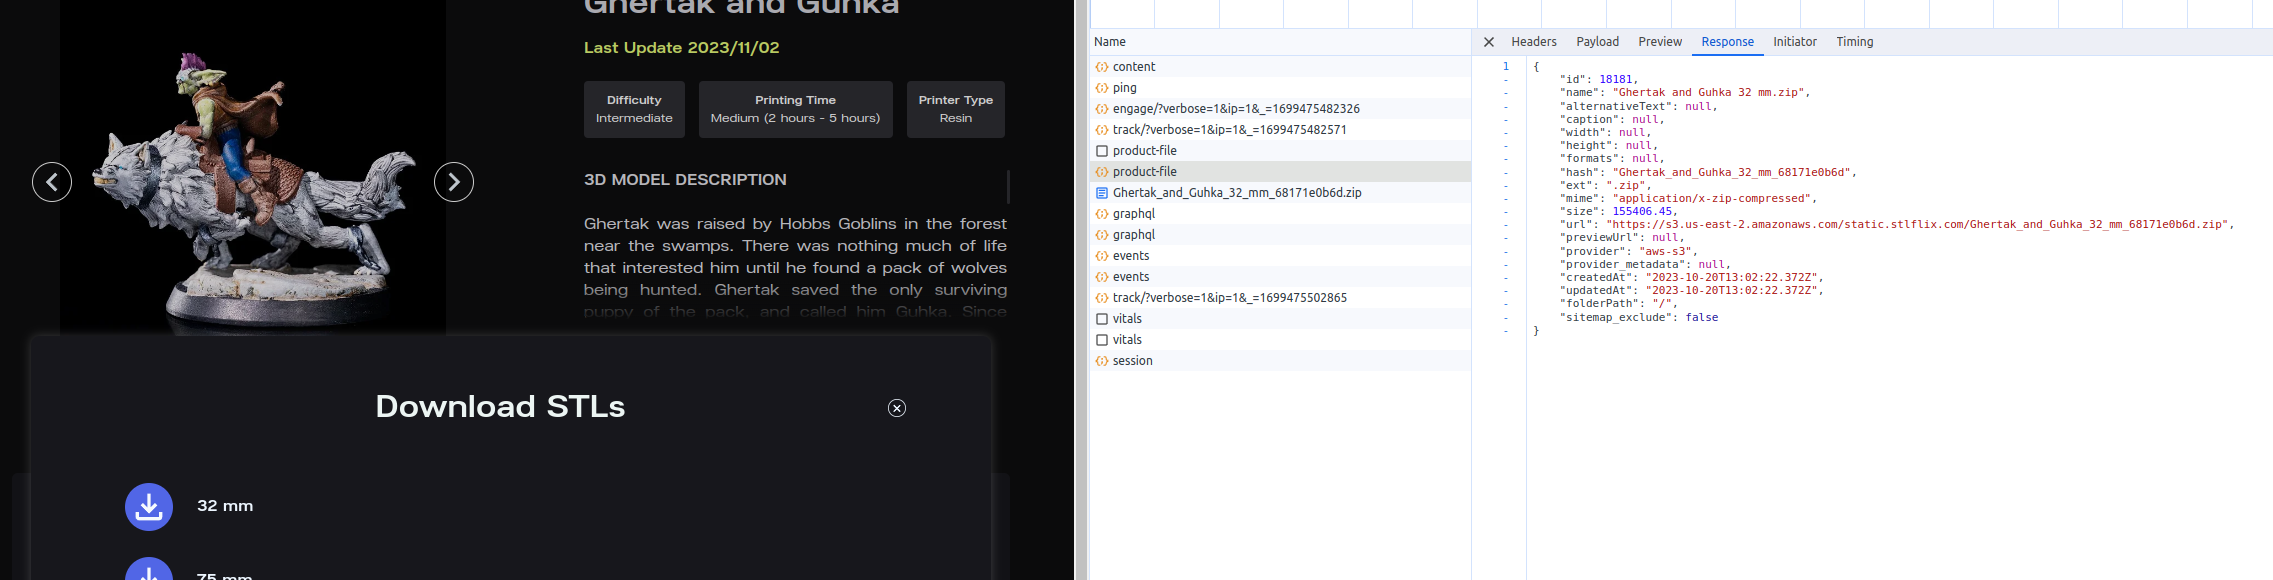 Ghertak and Guhka
Last Update 2023/11/02
Difficulty
Intermediate
Printing Time
Medium (2 hours - 5 hours)
Printer Type
Resin
3D MODEL DESCRIPTION
Ghertak was raised by Hobbs Goblins in the forest
near the swamps. There was nothing much of life
that interested him until he found a pack of wolves
being hunted. Ghertak saved the only surviving
puppy of the pack, and called him Guhka. Since
Download STLs
32 mm
75 mm
Name
content
ping
engage/?verbose=1&ip=1&_=1699475482326
track/?verbose=1&ip=1&_=1699475482571
product-file
product-file
Ghertak_and_Guhka_32_mm_68171e0b6d.zip
graphql
graphql
events
events
track/?verbose=1&ip=1&_=1699475502865
vitals
vitals
session
Headers Payload Preview Response Initiator Timing
1 {
- "id": 18181,
- "name": "Ghertak and Guhka 32 mm.zip",
- "alternativeText": null,
- "caption": null,
- "width": null,
- "height": null,
- "formats": null,
- "hash": "Ghertak_and_Guhka_32_mm_68171e0b6d",
- "ext": ".zip",
- "mime": "application/x-zip-compressed",
- "size": 155406.45,
- "url": "https://s3.us-east-2.amazonaws.com/static.stlflix.com/Ghertak_and_Guhka_32_mm_68171e0b6d.zip",
- "previewUrl": null,
- "provider": "aws-s3",
- "provider_metadata": null,
- "createdAt": "2023-10-20T13:02:22.372Z",
- "updatedAt": "2023-10-20T13:02:22.372Z",
- "folderPath": "/",
- "sitemap_exclude": false
- }